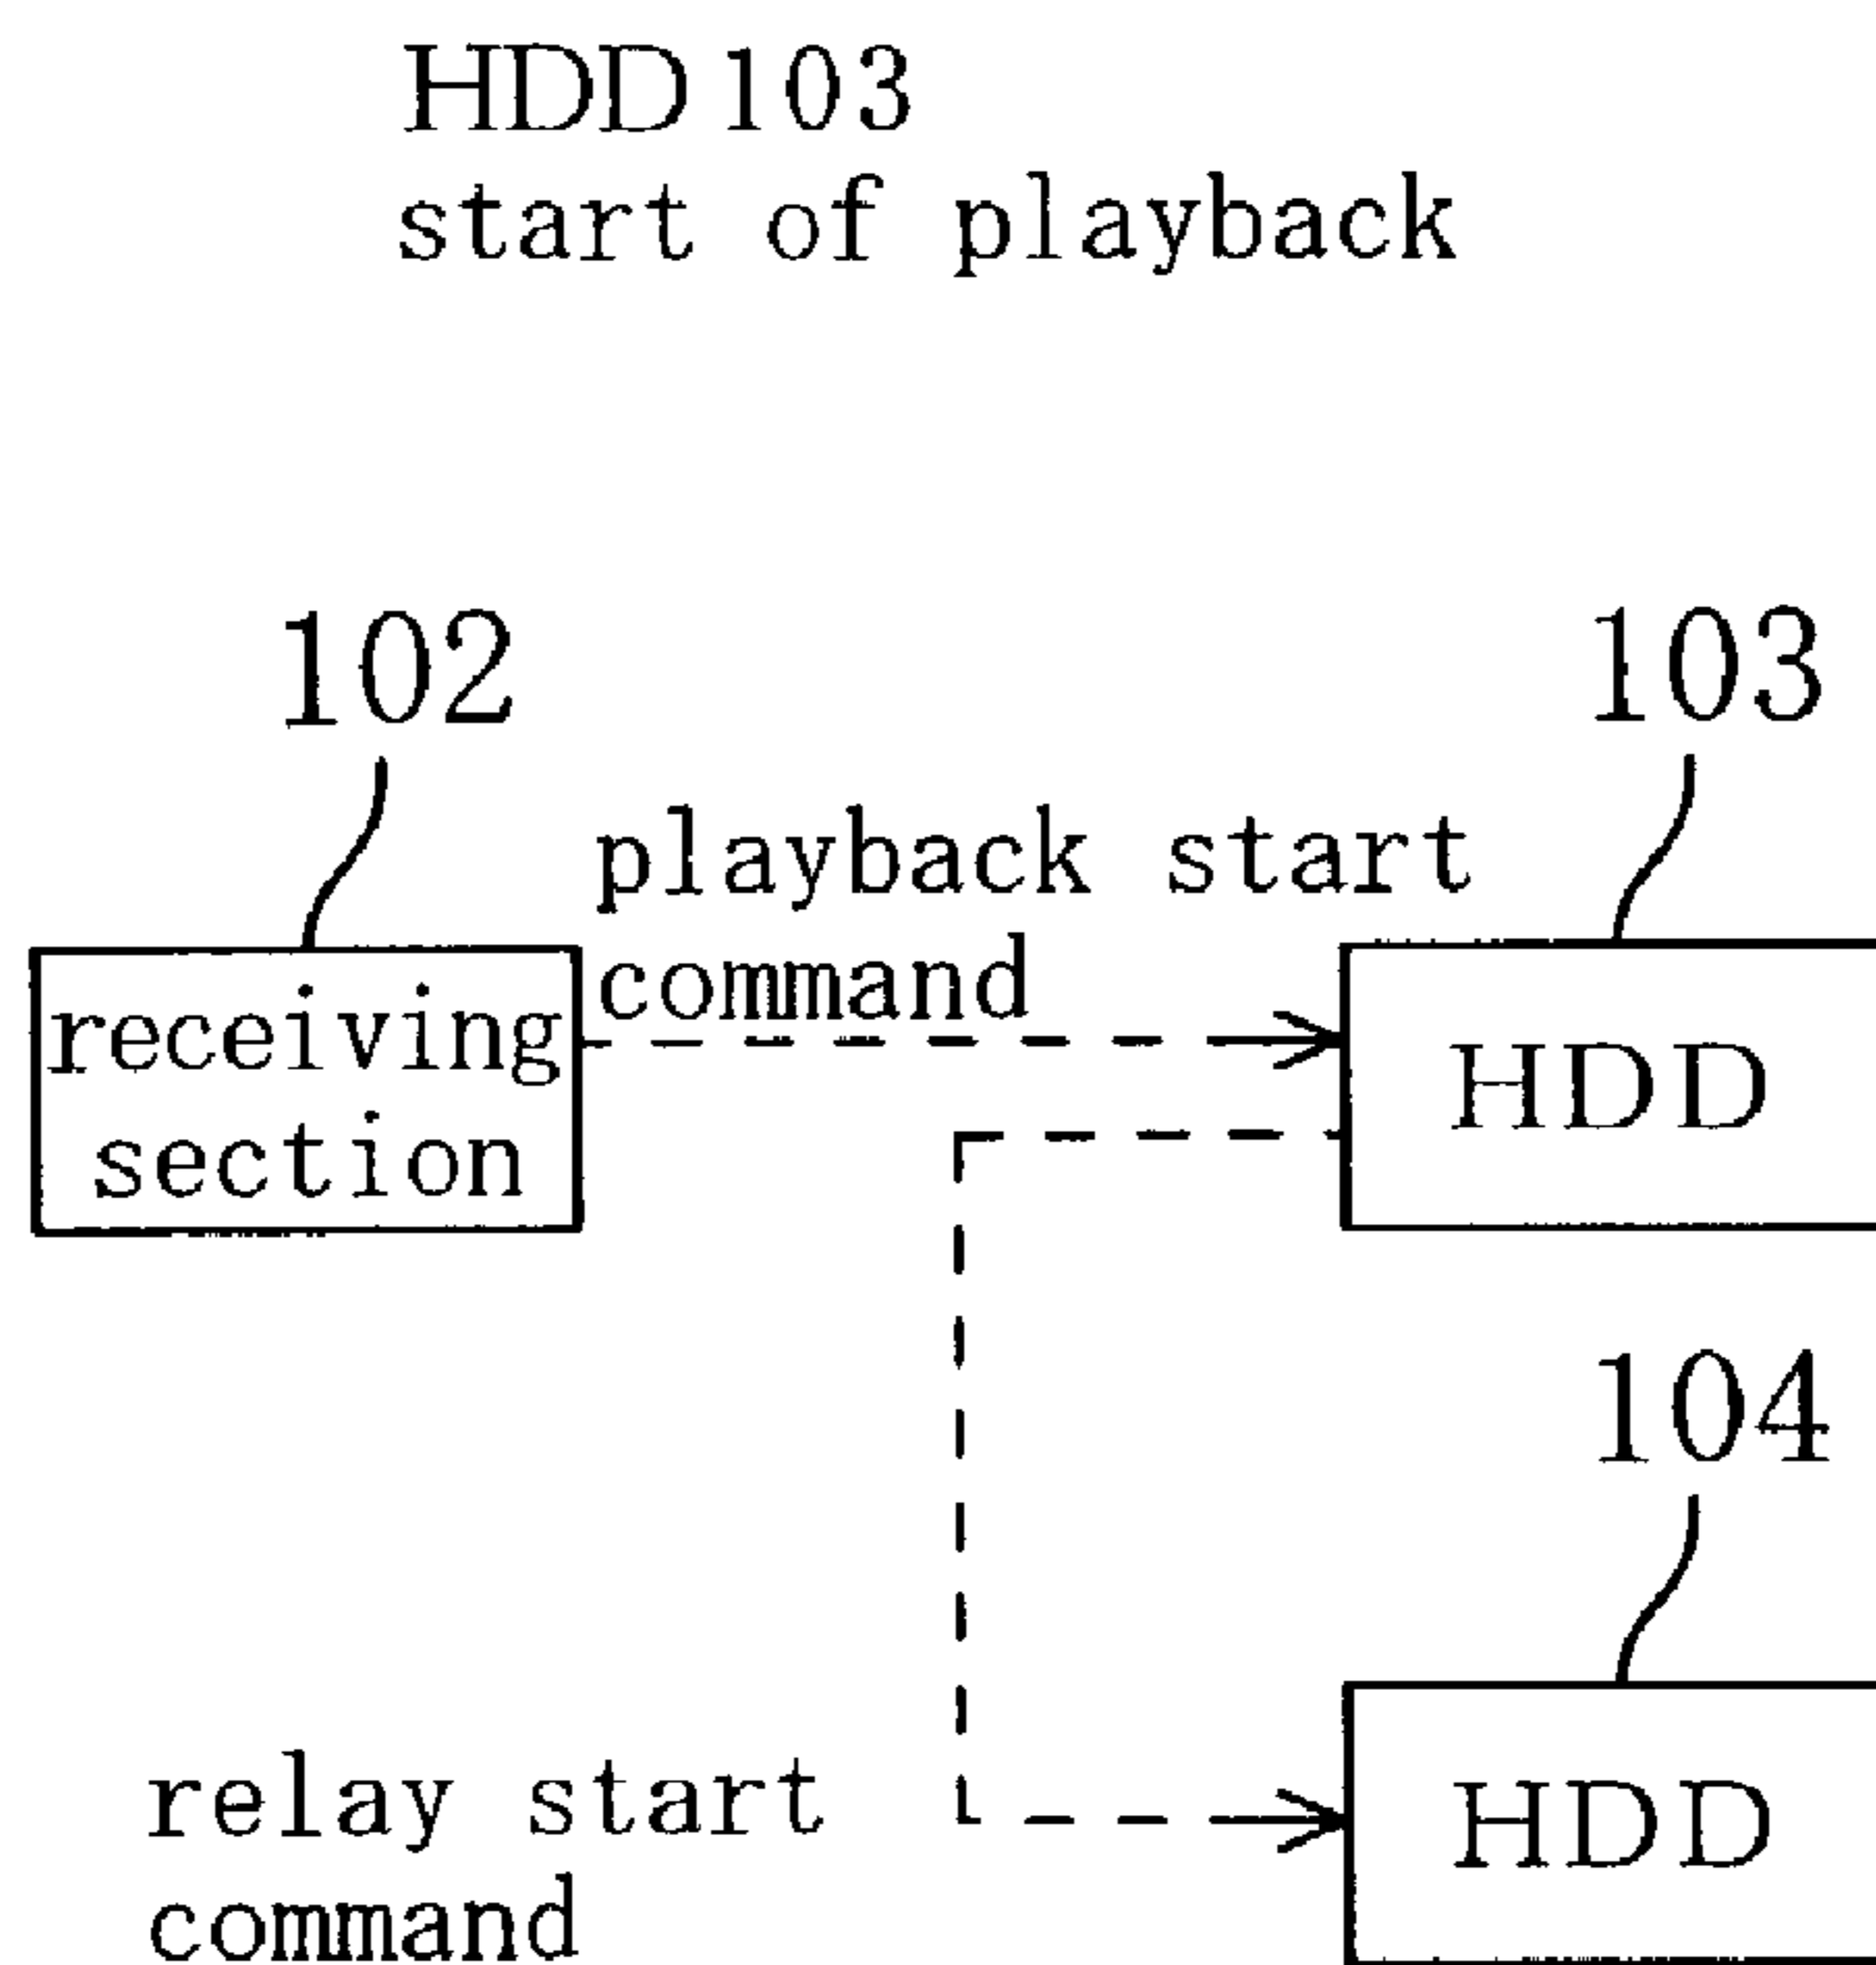 HDD 103
start of playback
102
103
playback start
command
receiving
section
HDD
104
relay start
command
HDD